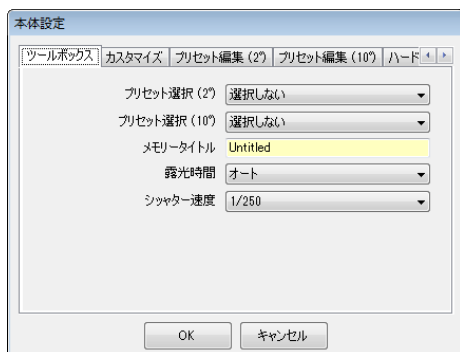 本体設定
ツールボックス カスタマイズ プリセット編集 (2°) プリセット編集 (10°) ハード
プリセット選択 (2°) 選択しない
プリセット選択 (10°) 選択しない
メモリータイトル Untitled
露光時間 オート
シャッター速度 1/250
OK キャンセル